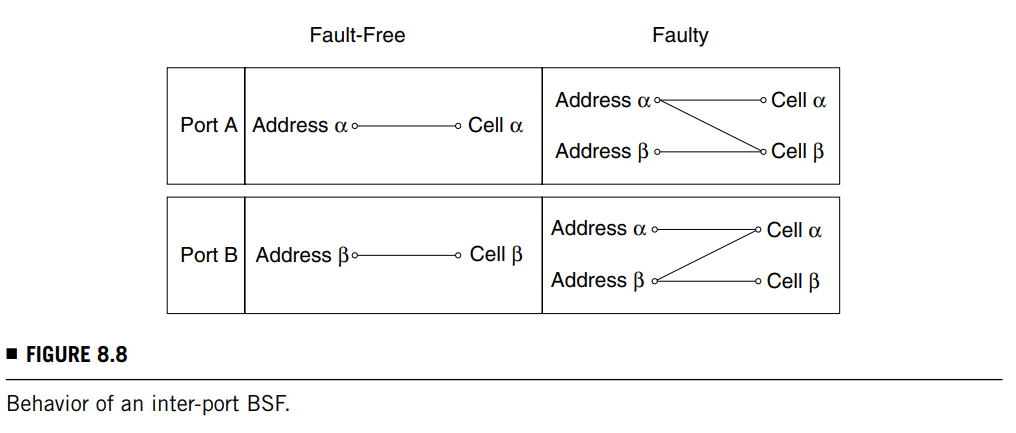 Fault-Free Faulty
Port A Address α Cell α Address α Cell α
Address β Cell β
Port B Address β Cell β Address α Cell α
Address β Cell β
■ FIGURE 8.8
Behavior of an inter-port BSF.